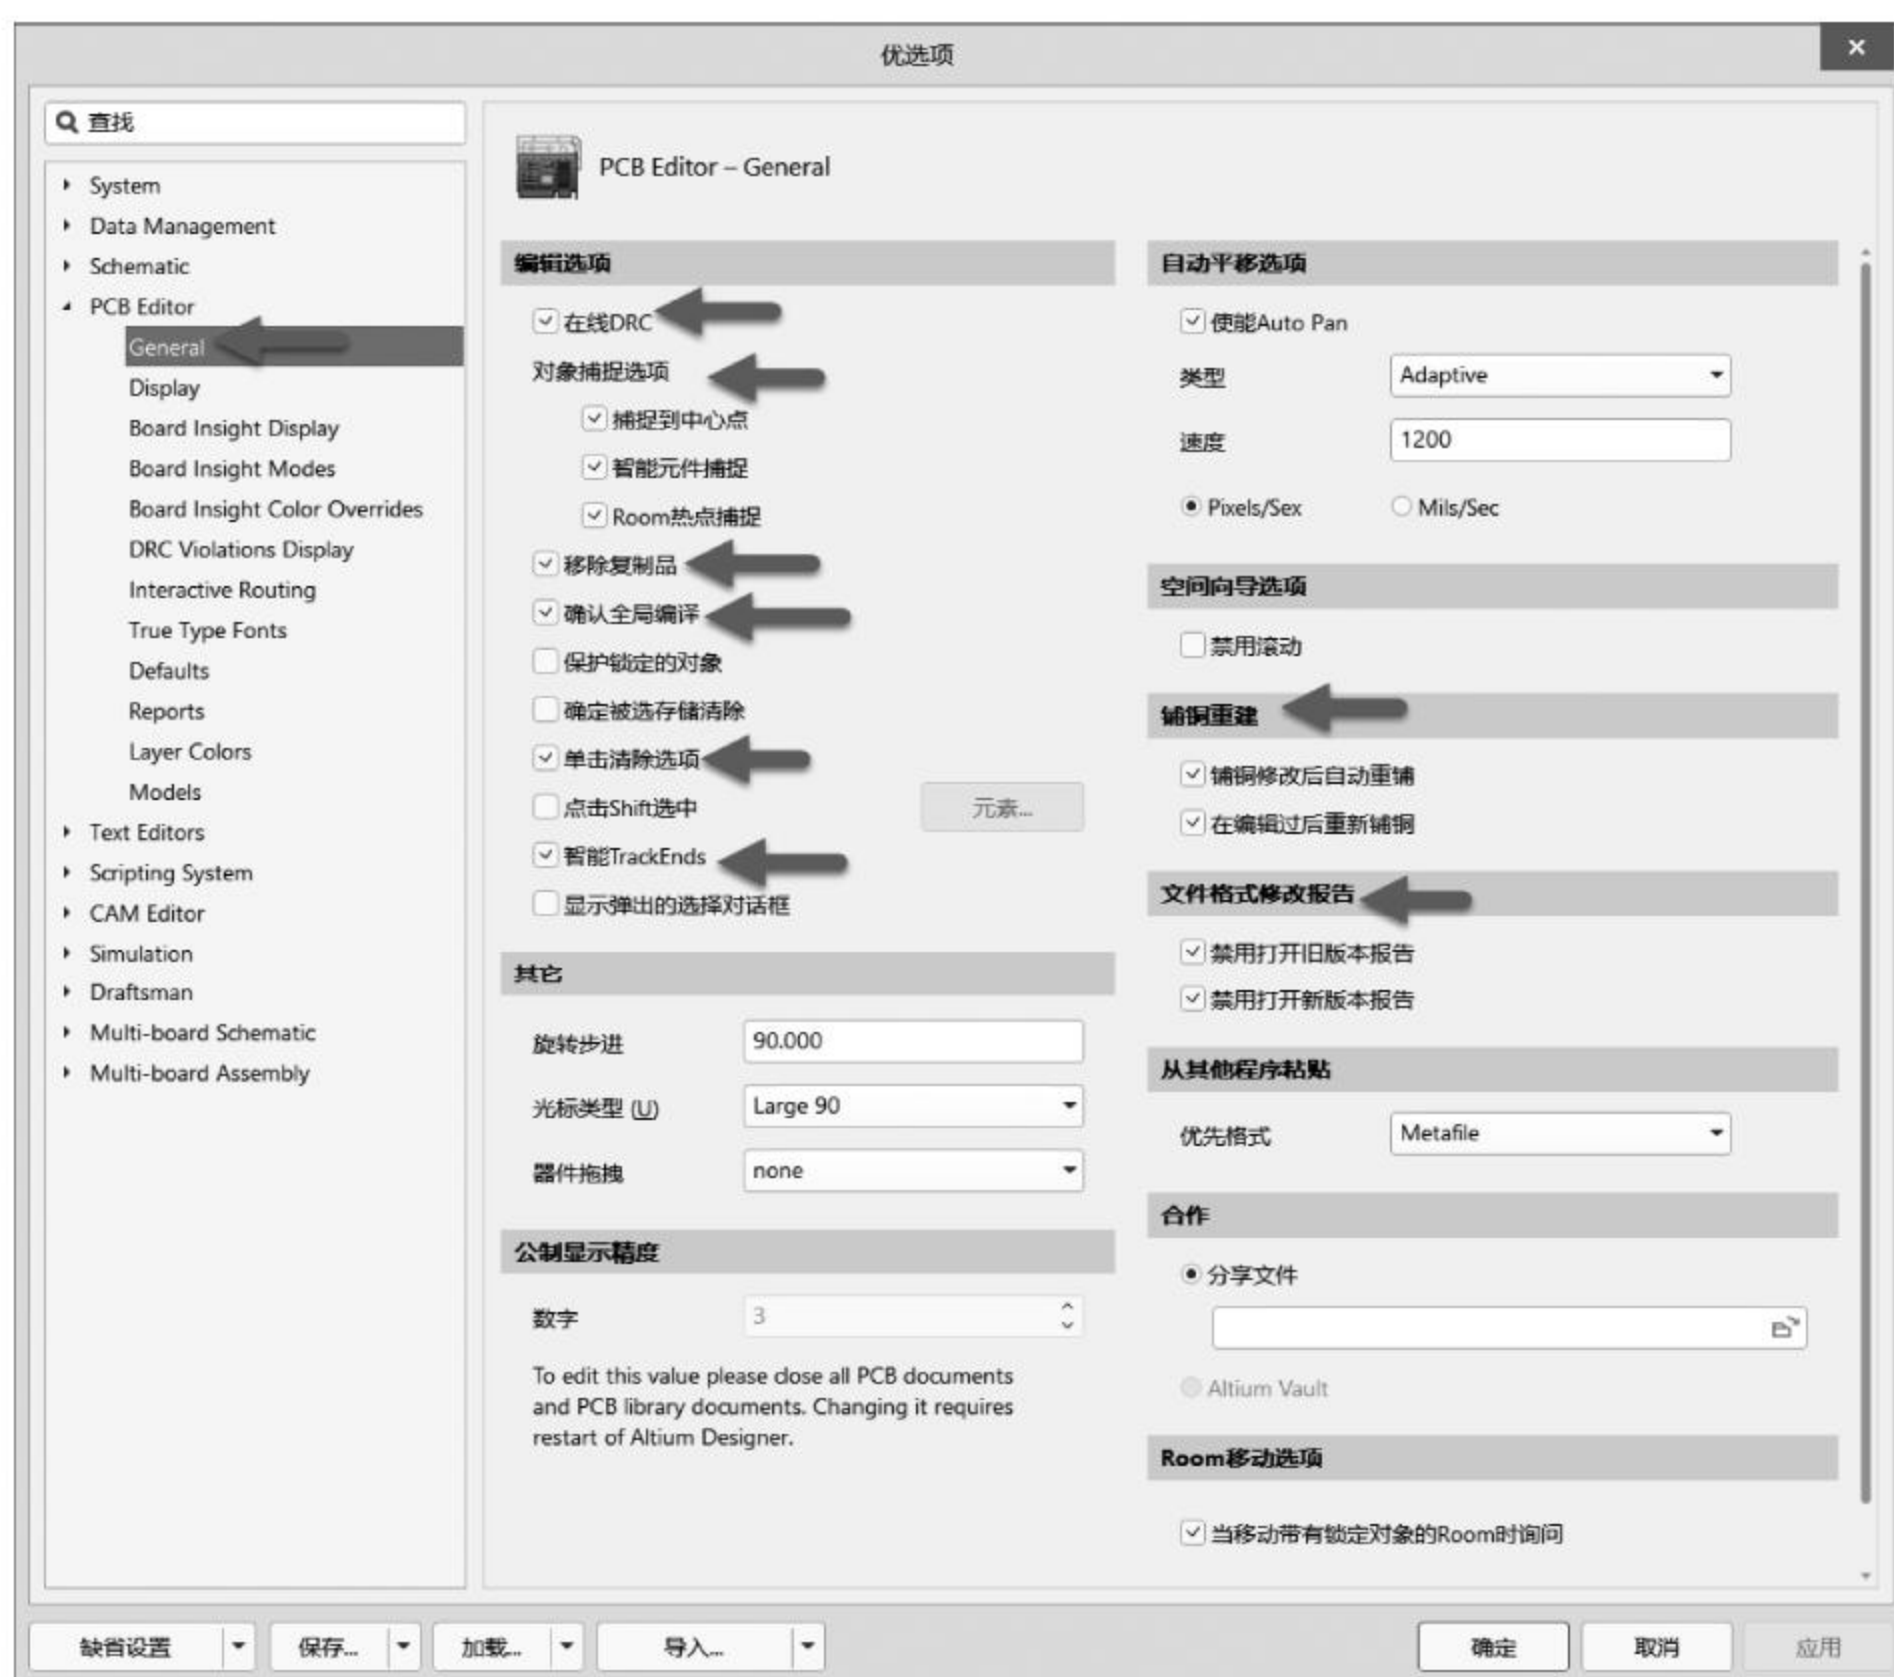 优选项
查找
System
Data Management
Schematic
PCB Editor
General
Display
Board Insight Display
Board Insight Modes
Board Insight Color Overrides
DRC Violations Display
Interactive Routing
True Type Fonts
Defaults
Reports
Layer Colors
Models
Text Editors
Scripting System
CAM Editor
Simulation
Draftsman
Multi-board Schematic
Multi-board Assembly
PCB Editor – General
编辑选项
在线DRC
对象捕捉选项
捕捉到中心点
智能元件捕捉
Room热点捕捉
移除复制品
确认全局编译
保护锁定的对象
确定被选存储清除
单击清除选项
点击Shift选中
元素...
智能TrackEnds
显示弹出的选择对话框
其它
旋转步进 90.000
光标类型 (U) Large 90
器件拖拽 none
公制显示精度
数字 3
To edit this value please close all PCB documents
and PCB library documents. Changing it requires
restart of Altium Designer.
自动平移选项
使能Auto Pan
类型 Adaptive
速度 1200
Pixels/Sex Mils/Sec
空间向导选项
禁用滚动
铺铜重建
铺铜修改后自动重铺
在编辑过后重新铺铜
文件格式修改报告
禁用打开旧版本报告
禁用打开新版本报告
从其他程序粘贴
优先格式 Metafile
合作
分享文件
Altium Vault
Room移动选项
当移动带有锁定对象的Room时询问
缺省设置 保存... 加载... 导入... 确定 取消 应用